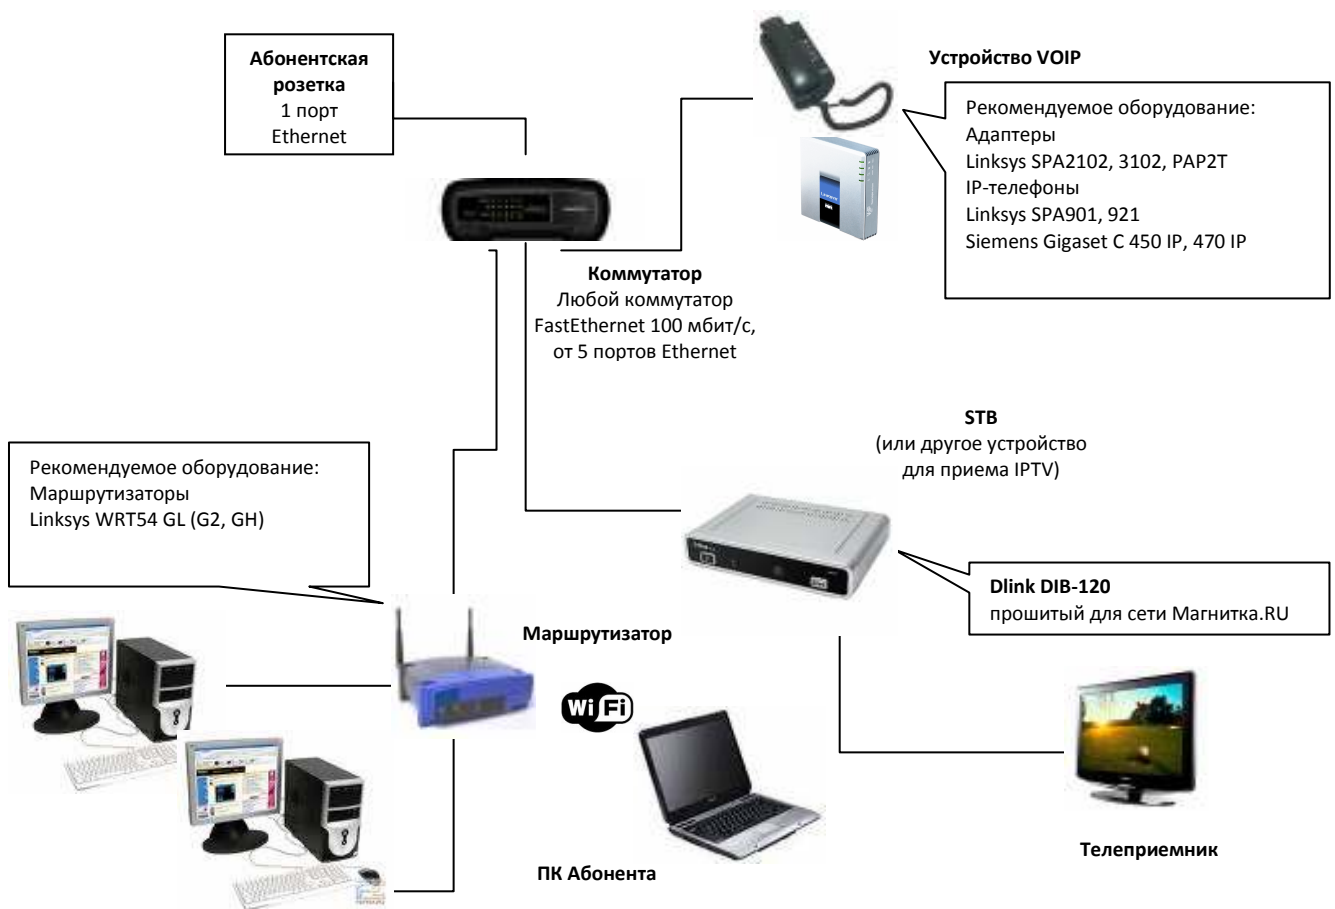 Абонентская
розетка
1 порт
Ethernet
Устройство VOIP
Рекомендуемое оборудование:
Адаптеры
Linksys SPA2102, 3102, PAP2T
IP-телефоны
Linksys SPA901, 921
Siemens Gigaset C 450 IP, 470 IP
Коммутатор
Любой коммутатор
FastEthernet 100 мбит/с,
от 5 портов Ethernet
STB
(или другое устройство
для приема IPTV)
Рекомендуемое оборудование:
Маршрутизаторы
Linksys WRT54 GL (G2, GH)
Dlink DIB-120
прошитый для сети Магнитка.RU
Маршрутизатор
Wi Fi
Телеприемник
ПК Абонента